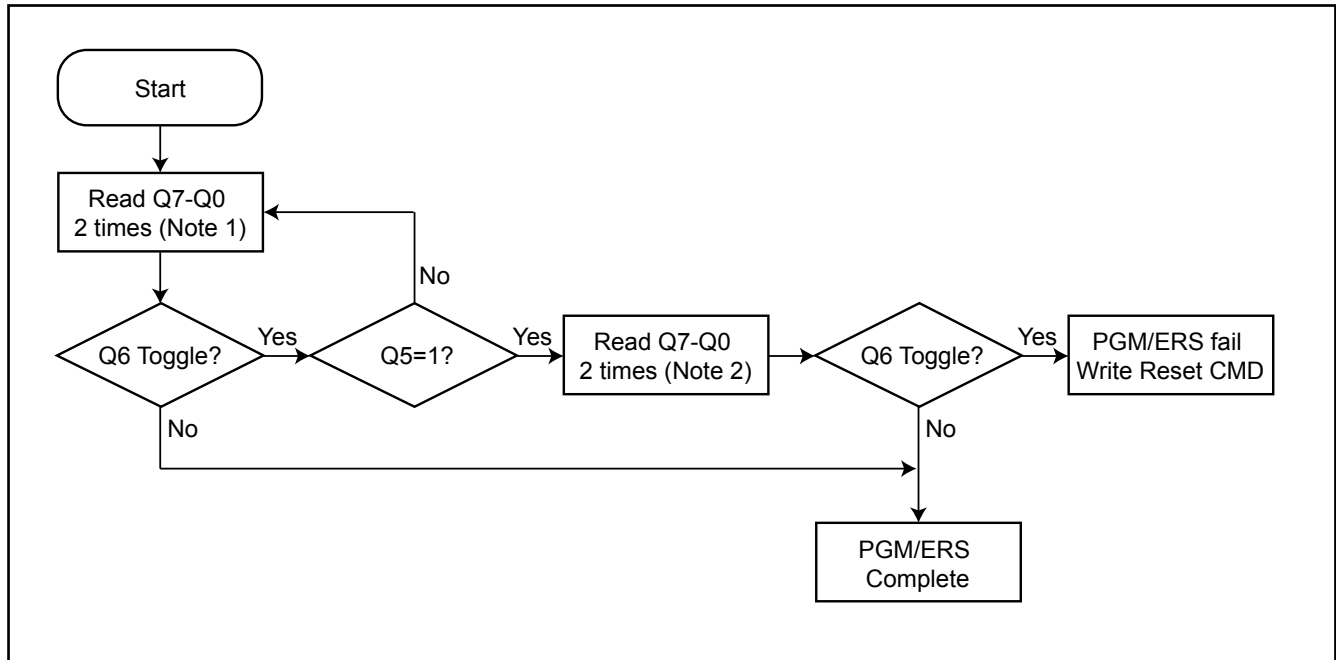 Start
Read Q7-Q0
2 times (Note 1)
No
Q6 Toggle?
Yes
Q5=1?
Yes
Read Q7-Q0
2 times (Note 2)
Q6 Toggle?
Yes
PGM/ERS fail
Write Reset CMD
No
No
PGM/ERS
Complete